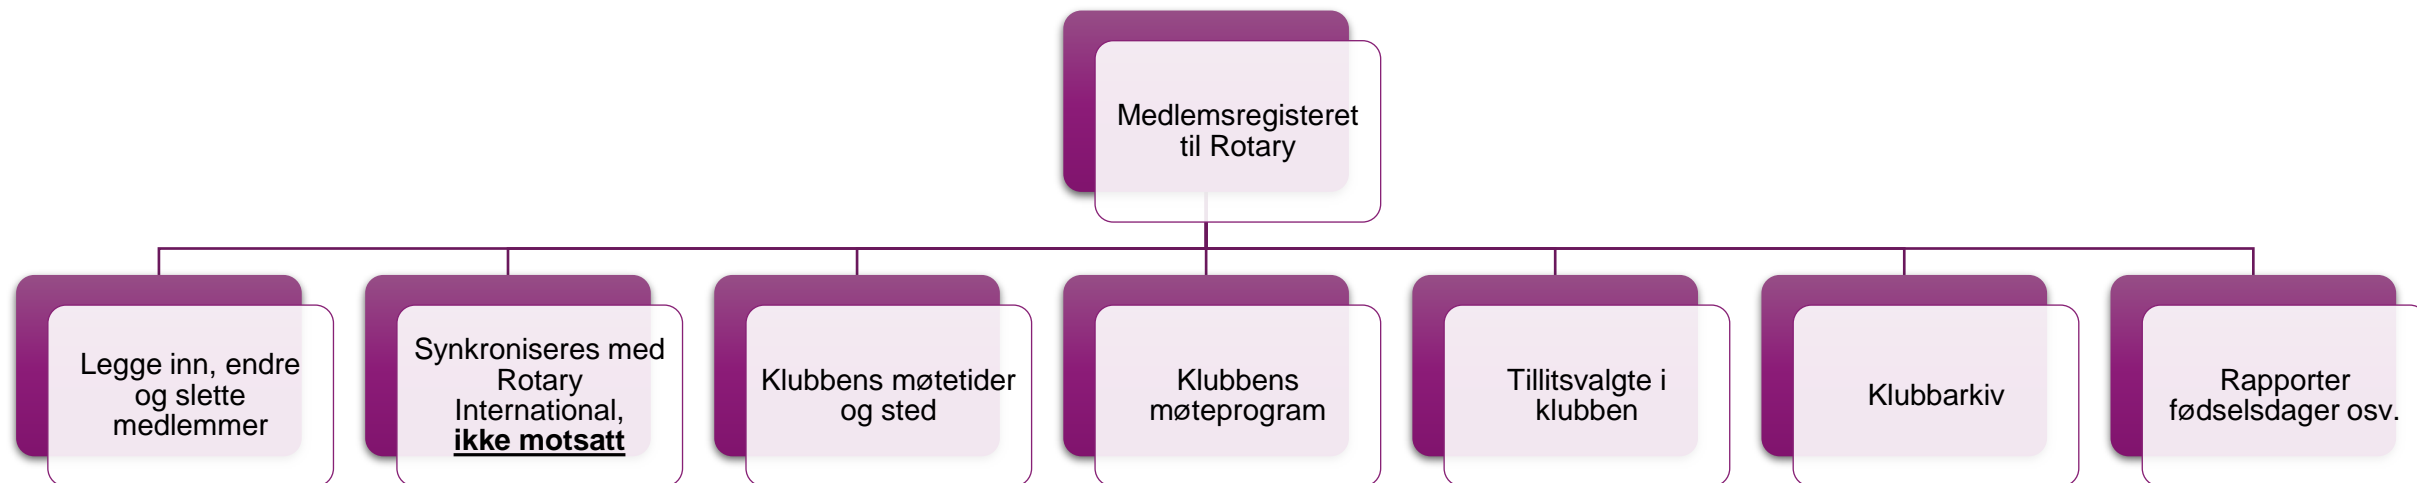 Medlemsregisteret
til Rotary
Legge inn, endre
og slette
medlemmer
Synkroniseres med
Rotary
International,
ikke motsatt
Klubbens møtetider
og sted
Klubbens
møteprogram
Tillitsvalgte i
klubben
Klubbarkiv
Rapporter
fødselsdager osv.